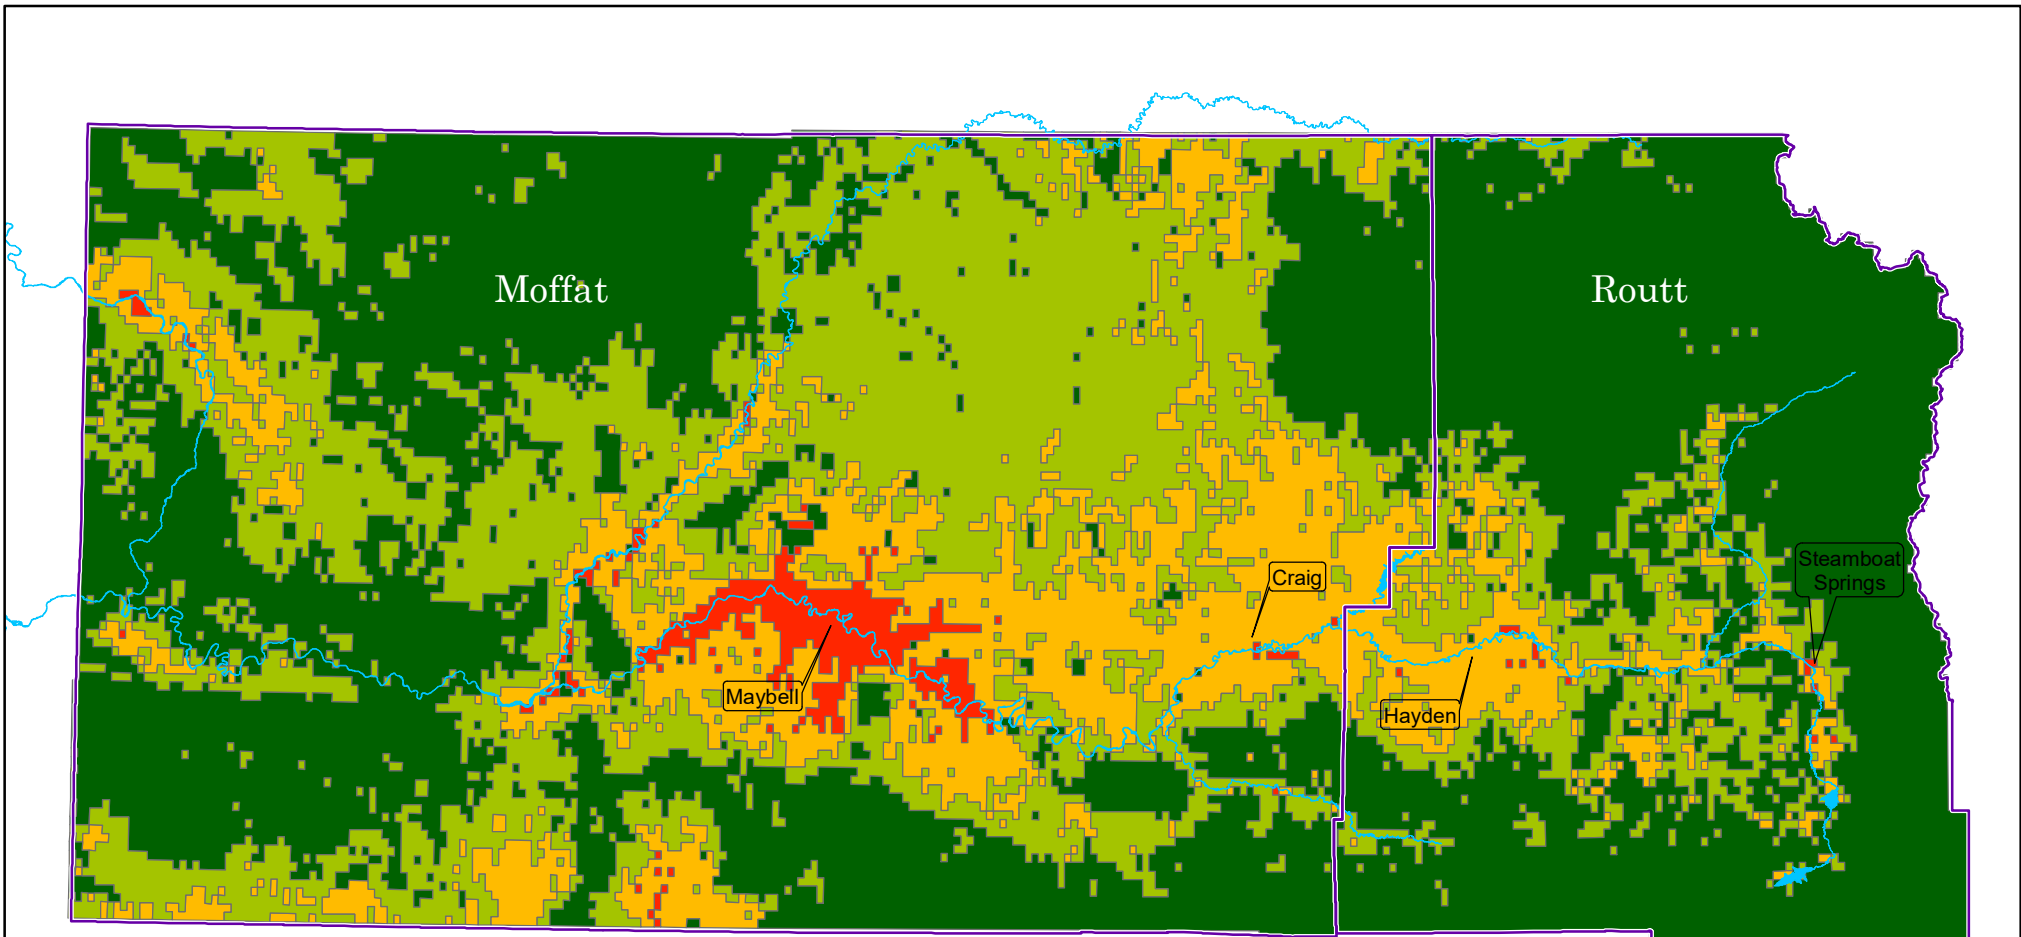 Moffat
Routt
Craig
Steamboat
Springs
Maybell
Hayden